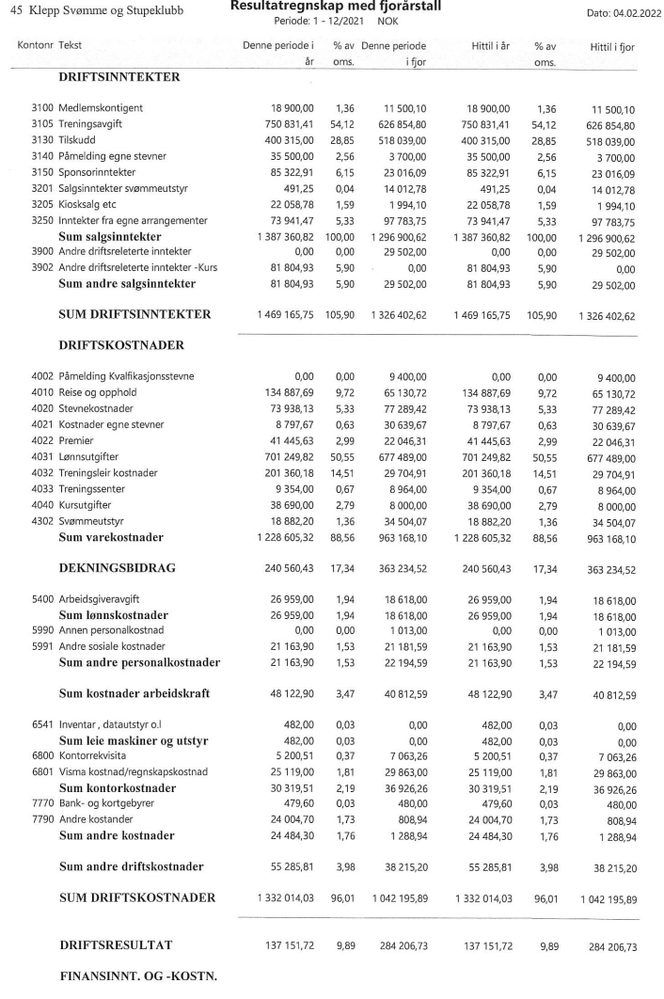 45 Klepp Svømme og Stupeklubb Resultatregnskap med fjorårstall Dato: 04.02.2022
Periode: 1 - 12/2021 NOK
Kontonr Tekst Denne periode i % av Denne periode Hittil i år % av Hittil i fjor
år oms. i fjor oms.
DRIFTSINNTEKTER
3100 Medlemskontigent 18 900,00 1,36 11 500,10 18 900,00 1,36 11 500,10
3105 Treningsavgift 750 831,41 54,12 626 854,80 750 831,41 54,12 626 854,80
3130 Tilskudd 400 315,00 28,85 518 039,00 400 315,00 28,85 518 039,00
3140 Påmelding egne stevner 35 500,00 2,56 3 700,00 35 500,00 2,56 3 700,00
3150 Sponsorinntekter 85 322,91 6,15 23 016,09 85 322,91 6,15 23 016,09
3201 Salgsinntekter svømmeutstyr 491,25 0,04 14 012,78 491,25 0,04 14 012,78
3205 Kiosksalg etc 22 058,78 1,59 1 994,10 22 058,78 1,59 1 994,10
3250 Inntekter fra egne arrangementer 73 941,47 5,33 97 783,75 73 941,47 5,33 97 783,75
Sum salgsinntekter 1 387 360,82 100,00 1 296 900,62 1 387 360,82 100,00 1 296 900,62
3900 Andre driftsreleterte inntekter 0,00 0,00 29 502,00 0,00 0,00 29 502,00
3902 Andre driftsreleterte inntekter -Kurs 81 804,93 5,90 0,00 81 804,93 5,90 0,00
Sum andre salgsinntekter 81 804,93 5,90 29 502,00 81 804,93 5,90 29 502,00
SUM DRIFTSINNTEKTER 1 469 165,75 105,90 1 326 402,62 1 469 165,75 105,90 1 326 402,62
DRIFTSKOSTNADER
4002 Påmelding Kvalfikasjonsstevne 0,00 0,00 9 400,00 0,00 0,00 9 400,00
4010 Reise og opphold 134 887,69 9,72 65 130,72 134 887,69 9,72 65 130,72
4020 Stevnekostnader 73 938,13 5,33 77 289,42 73 938,13 5,33 77 289,42
4021 Kostnader egne stevner 8 797,67 0,63 30 639,67 8 797,67 0,63 30 639,67
4022 Premier 41 445,63 2,99 22 046,31 41 445,63 2,99 22 046,31
4031 Lønnsutgifter 701 249,82 50,55 677 489,00 701 249,82 50,55 677 489,00
4032 Treningsleir kostnader 201 360,18 14,51 29 704,91 201 360,18 14,51 29 704,91
4033 Treningssenter 9 354,00 0,67 8 964,00 9 354,00 0,67 8 964,00
4040 Kursutgifter 38 690,00 2,79 8 000,00 38 690,00 2,79 8 000,00
4302 Svømmeutstyr 18 882,20 1,36 34 504,07 18 882,20 1,36 34 504,07
Sum varekostnader 1 228 605,32 88,56 963 168,10 1 228 605,32 88,56 963 168,10
DEKNINGSBIDRAG 240 560,43 17,34 363 234,52 240 560,43 17,34 363 234,52
5400 Arbeidsgiveravgift 26 959,00 1,94 18 618,00 26 959,00 1,94 18 618,00
Sum lønnskostnader 26 959,00 1,94 18 618,00 26 959,00 1,94 18 618,00
5990 Annen personalkostnad 0,00 0,00 1 013,00 0,00 0,00 1 013,00
5991 Andre sosiale kostnader 21 163,90 1,53 21 181,59 21 163,90 1,53 21 181,59
Sum andre personalkostnader 21 163,90 1,53 22 194,59 21 163,90 1,53 22 194,59
Sum kostnader arbeidskraft 48 122,90 3,47 40 812,59 48 122,90 3,47 40 812,59
6541 Inventar , datautstyr o.l 482,00 0,03 0,00 482,00 0,03 0,00
Sum leie maskiner og utstyr 482,00 0,03 0,00 482,00 0,03 0,00
6800 Kontorrekvisita 5 200,51 0,37 7 063,26 5 200,51 0,37 7 063,26
6801 Visma kostnad/regnskapskostnad 25 119,00 1,81 29 863,00 25 119,00 1,81 29 863,00
Sum kontorkostnader 30 319,51 2,19 36 926,26 30 319,51 2,19 36 926,26
7770 Bank- og kortgebyrer 479,60 0,03 480,00 479,60 0,03 480,00
7790 Andre kostander 24 004,70 1,73 808,94 24 004,70 1,73 808,94
Sum andre kostnader 24 484,30 1,76 1 288,94 24 484,30 1,76 1 288,94
Sum andre driftskostnader 55 285,81 3,98 38 215,20 55 285,81 3,98 38 215,20
SUM DRIFTSKOSTNADER 1 332 014,03 96,01 1 042 195,89 1 332 014,03 96,01 1 042 195,89
DRIFTSRESULTAT 137 151,72 9,89 284 206,73 137 151,72 9,89 284 206,73
FINANSINNT. OG -KOSTN.